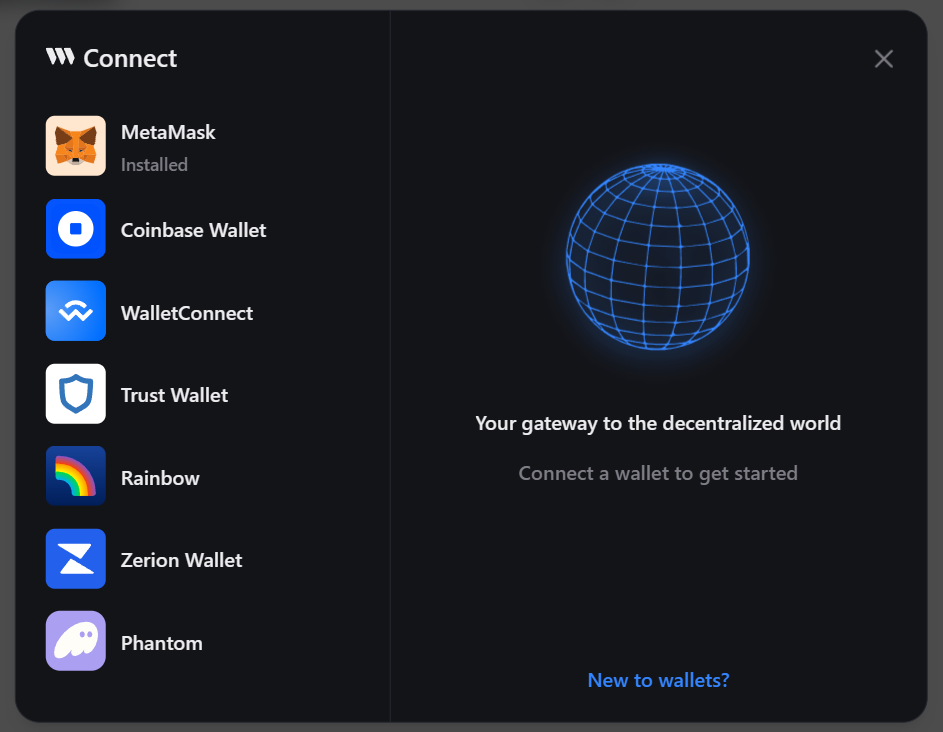 Connect
MetaMask
Installed
Coinbase Wallet
WalletConnect
Trust Wallet
Rainbow
Zerion Wallet
Phantom
Your gateway to the decentralized world
Connect a wallet to get started
New to wallets?